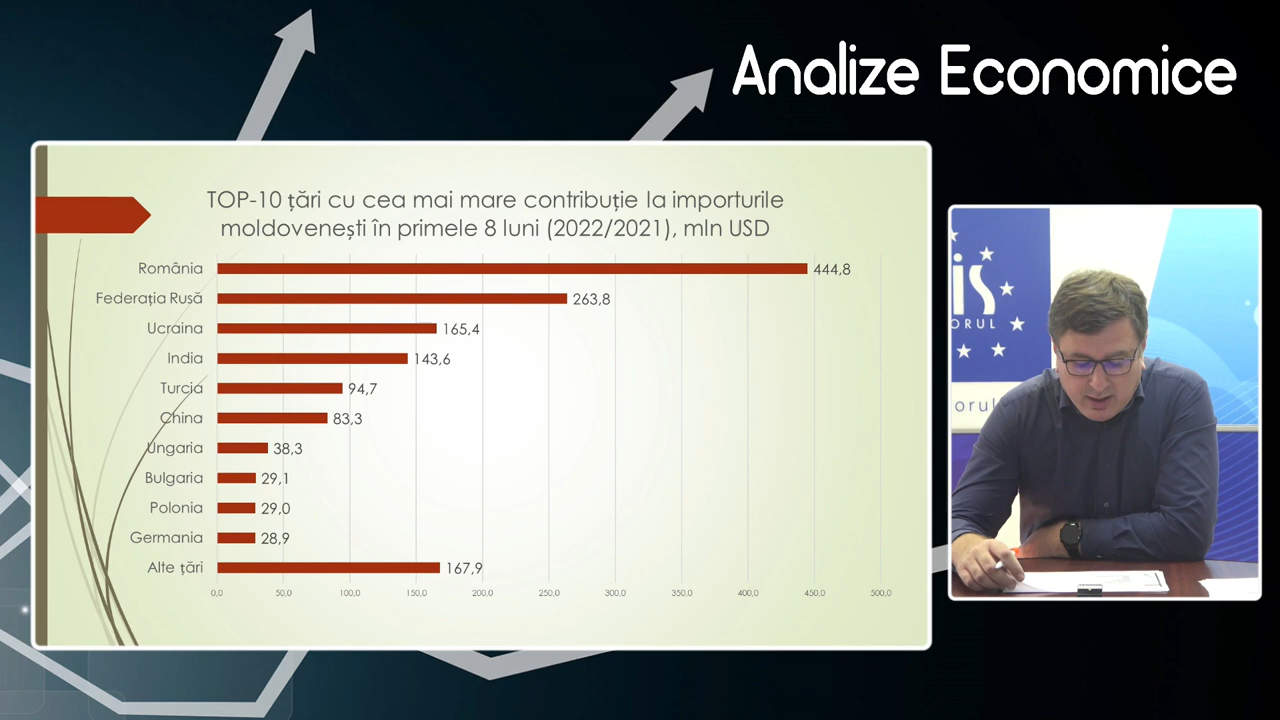 Analize Economice
TOP-10 țări cu cea mai mare contribuție la importurile
moldovenești în primele 8 luni (2022/2021), mln USD
România 444,8
Federația Rusă 263,8
Ucraina 165,4
India 143,6
Turcia 94,7
China 83,3
Ungaria 38,3
Bulgaria 29,1
Polonia 29,0
Germania 28,9
Alte țări 167,9
0,0 50,0 100,0 150,0 200,0 250,0 300,0 350,0 400,0 450,0 500,0
is
ORUL
orul